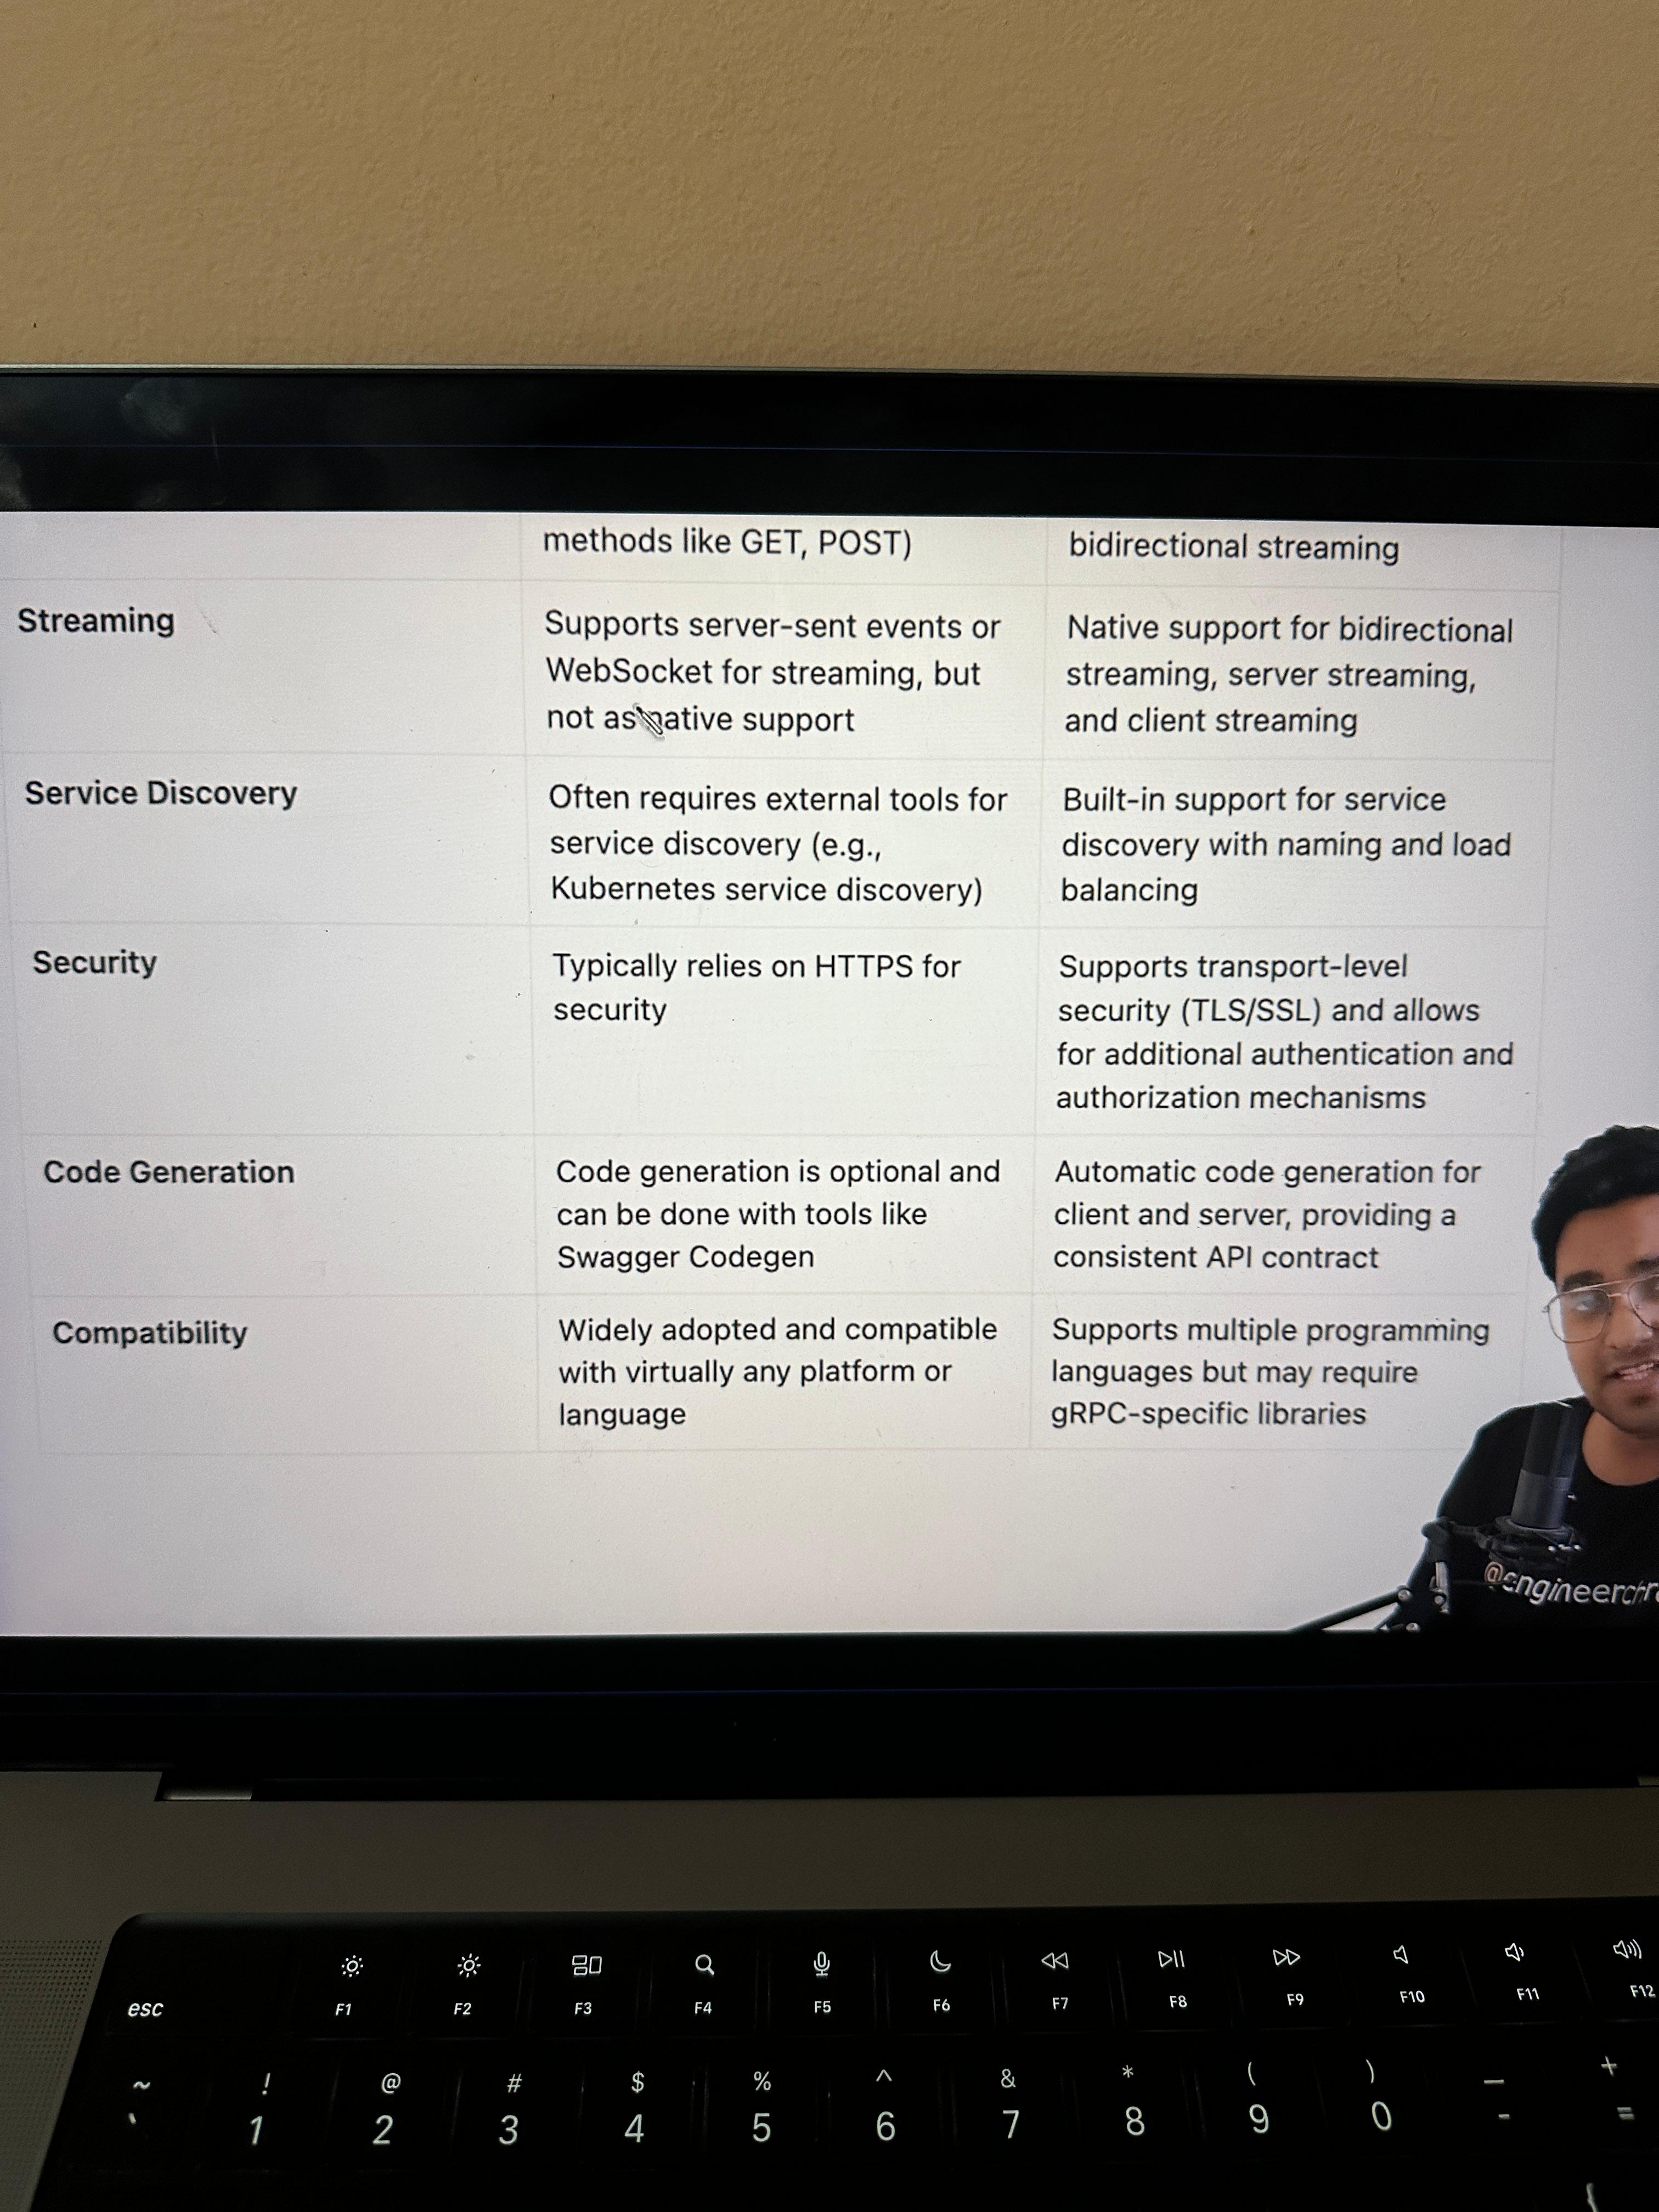 methods like GET, POST)
bidirectional streaming
Streaming
Supports server-sent events or
WebSocket for streaming, but
not as native support
Native support for bidirectional
streaming, server streaming,
and client streaming
Service Discovery
Often requires external tools for
service discovery (e.g.,
Kubernetes service discovery)
Built-in support for service
discovery with naming and load
balancing
Security
Typically relies on HTTPS for
security
Supports transport-level
security (TLS/SSL) and allows
for additional authentication and
authorization mechanisms
Code Generation
Code generation is optional and
can be done with tools like
Swagger Codegen
Automatic code generation for
client and server, providing a
consistent API contract
Compatibility
Widely adopted and compatible
with virtually any platform or
language
Supports multiple programming
languages but may require
gRPC-specific libraries
esc F1 F2 F3 F4 F5 F6 F7 F8 F9 F10 F11 F12
~ ! @ # $ % ^ & * ( ) _ +
` 1 2 3 4 5 6 7 8 9 0 - =
{